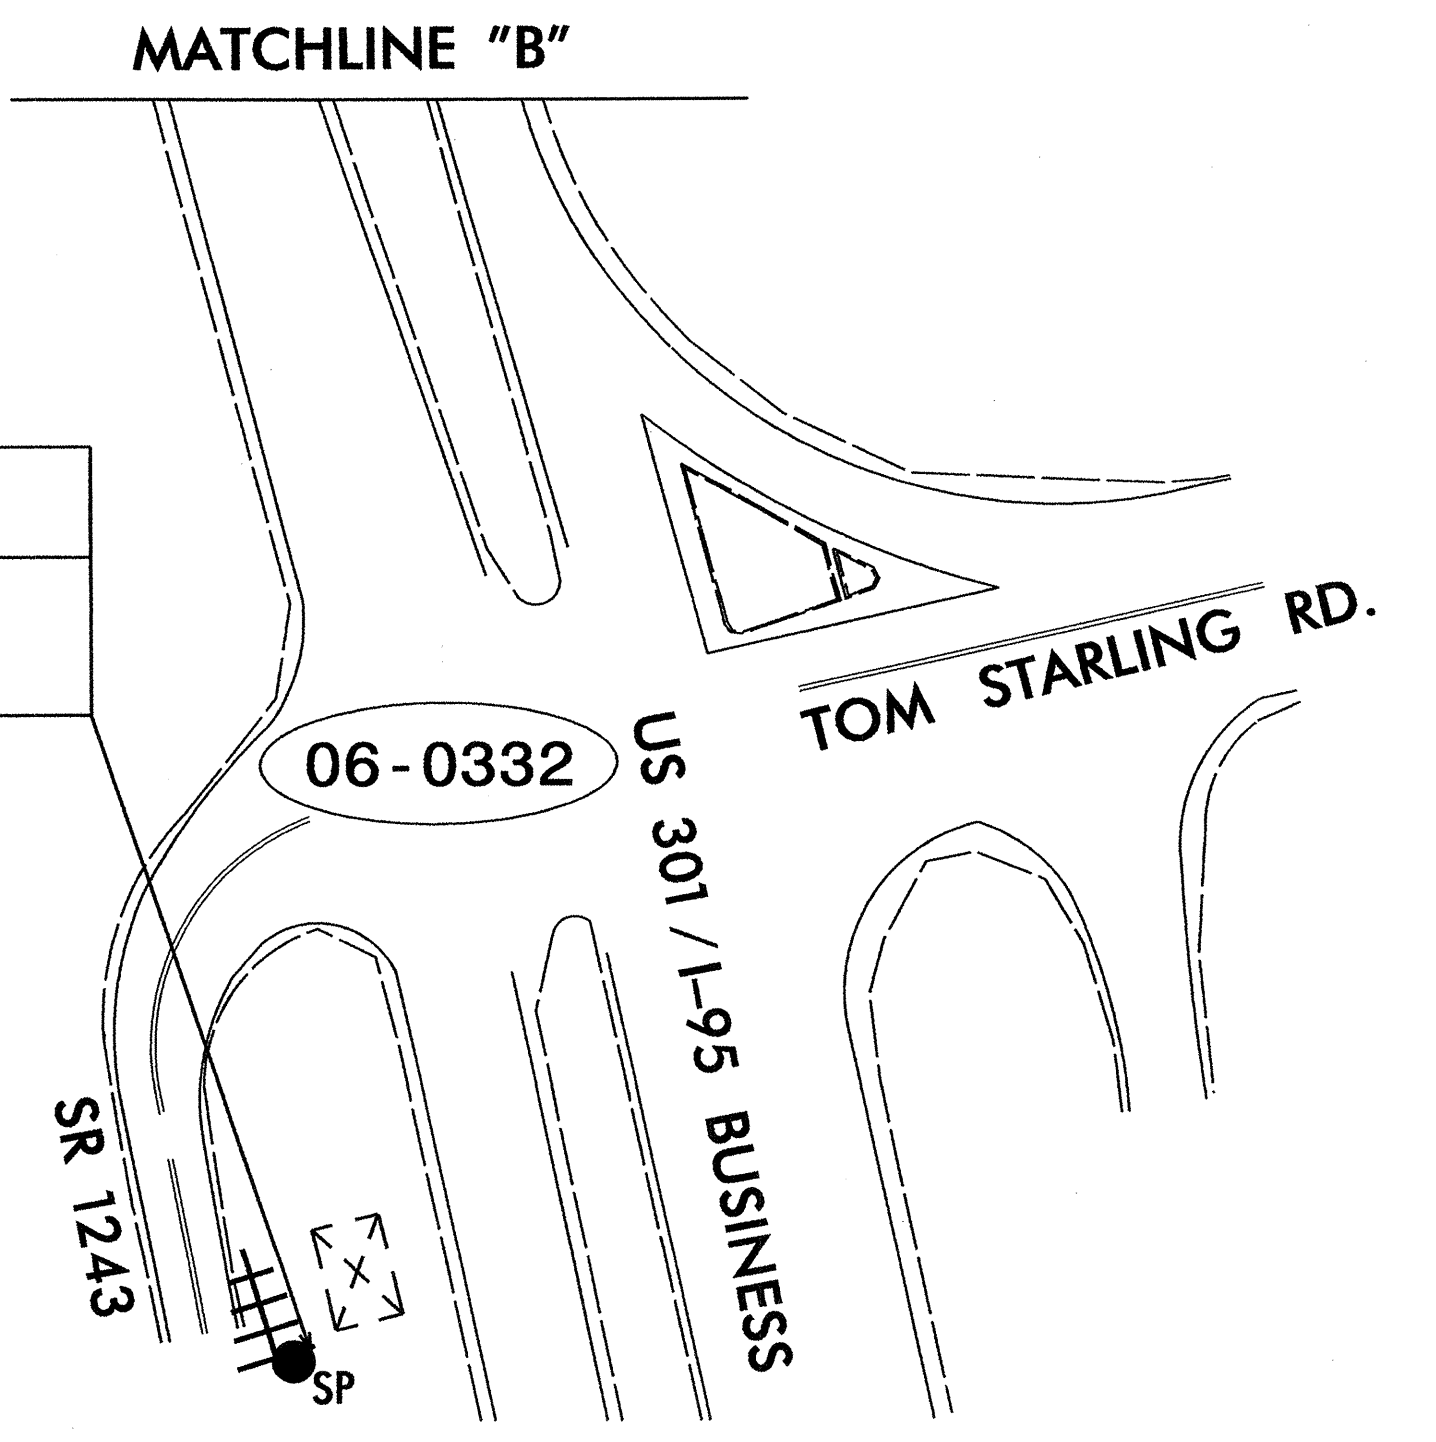 MATCHLINE "B"
TOM STARLING RD.
06-0332
US 301 / I-95 BUSINESS
SR 1243
SP